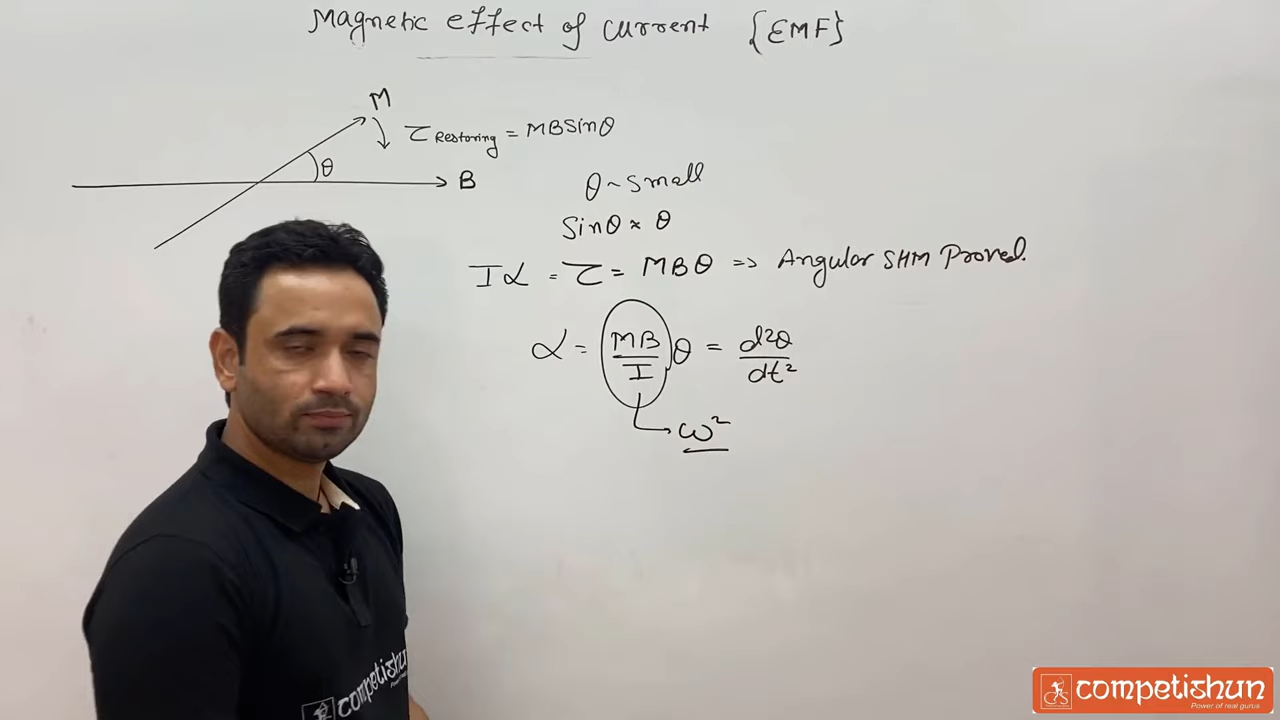 Magnetic effect of current {EMF}
M
τ Restoring = MBSinθ
θ
B
θ ~ small
Sinθ ≈ θ
Iα = τ = MBθ => Angular SHM Proved.
α = MB/I θ = d²θ/dt²
ω²
competishun
competishun
Power of real gurus